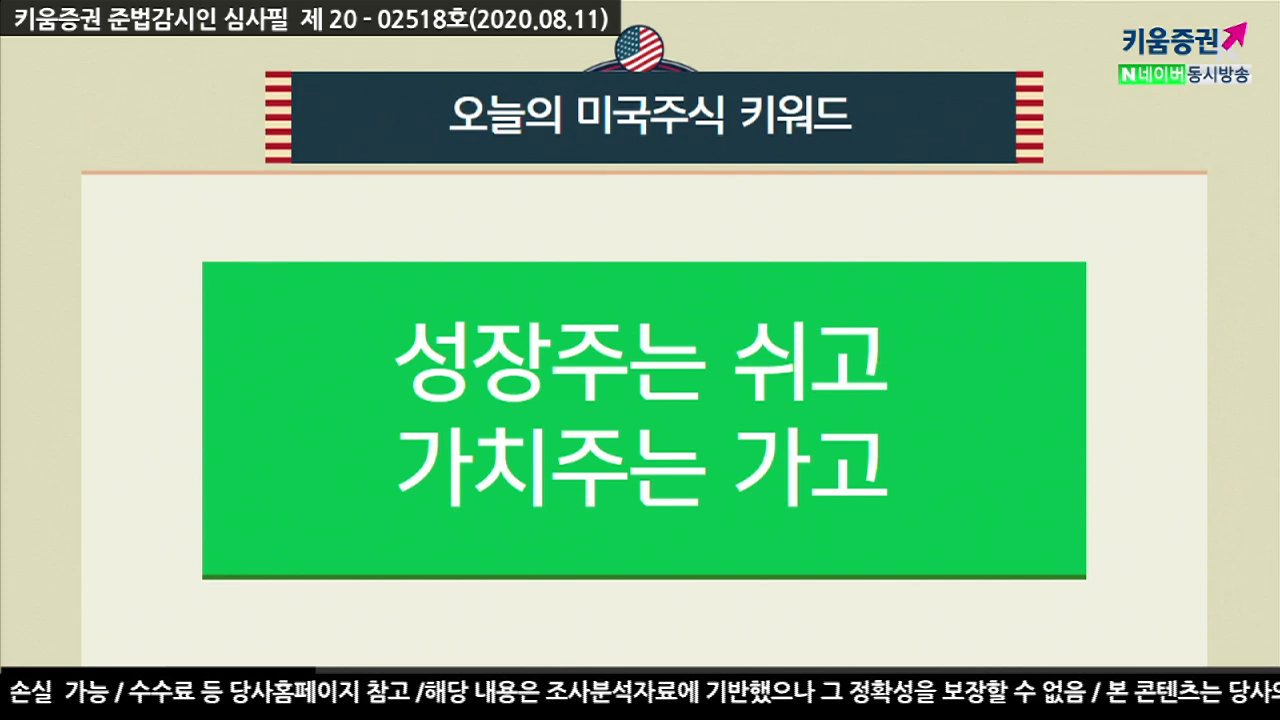 키움증권 준법감시인 심사필 제 20 - 02518호(2020.08.11)
키움증권
N네이버동시방송
오늘의 미국주식 키워드
성장주는 쉬고
가치주는 가고
손실 가능 / 수수료 등 당사홈페이지 참고 /해당 내용은 조사분석자료에 기반했으나 그 정확성을 보장할 수 없음 / 본 콘텐츠는 당사의